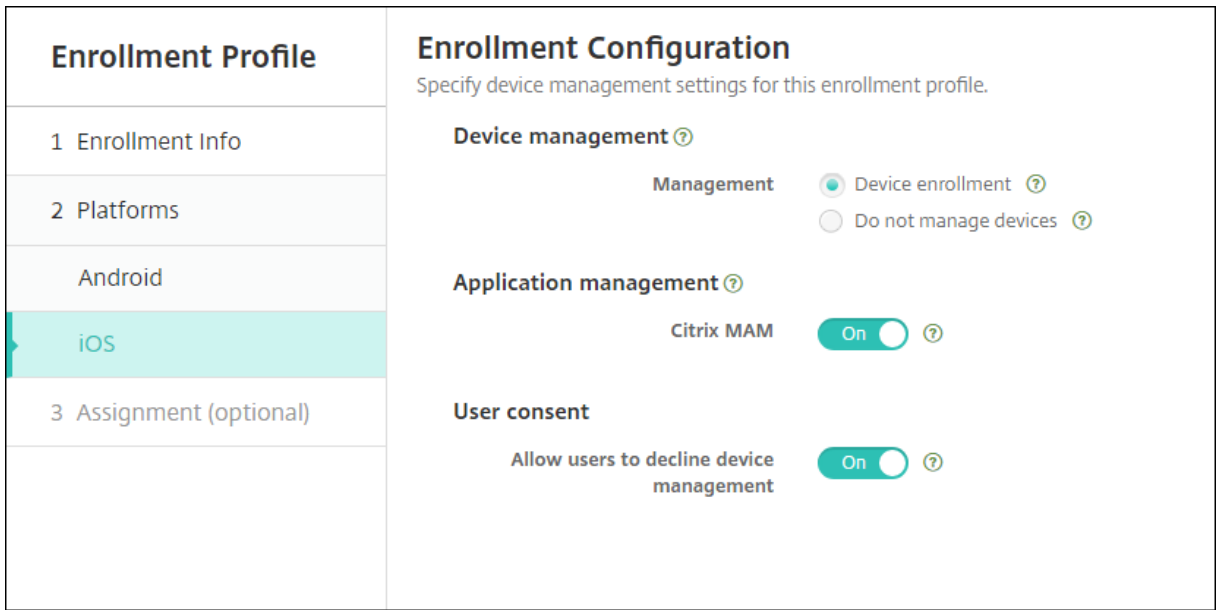 Enrollment Profile
1 Enrollment Info
2 Platforms
Android
iOS
3 Assignment (optional)
Enrollment Configuration
Specify device management settings for this enrollment profile.
Device management ?
Management
Device enrollment ?
Do not manage devices ?
Application management ?
Citrix MAM
On ?
User consent
Allow users to decline device
management
On ?